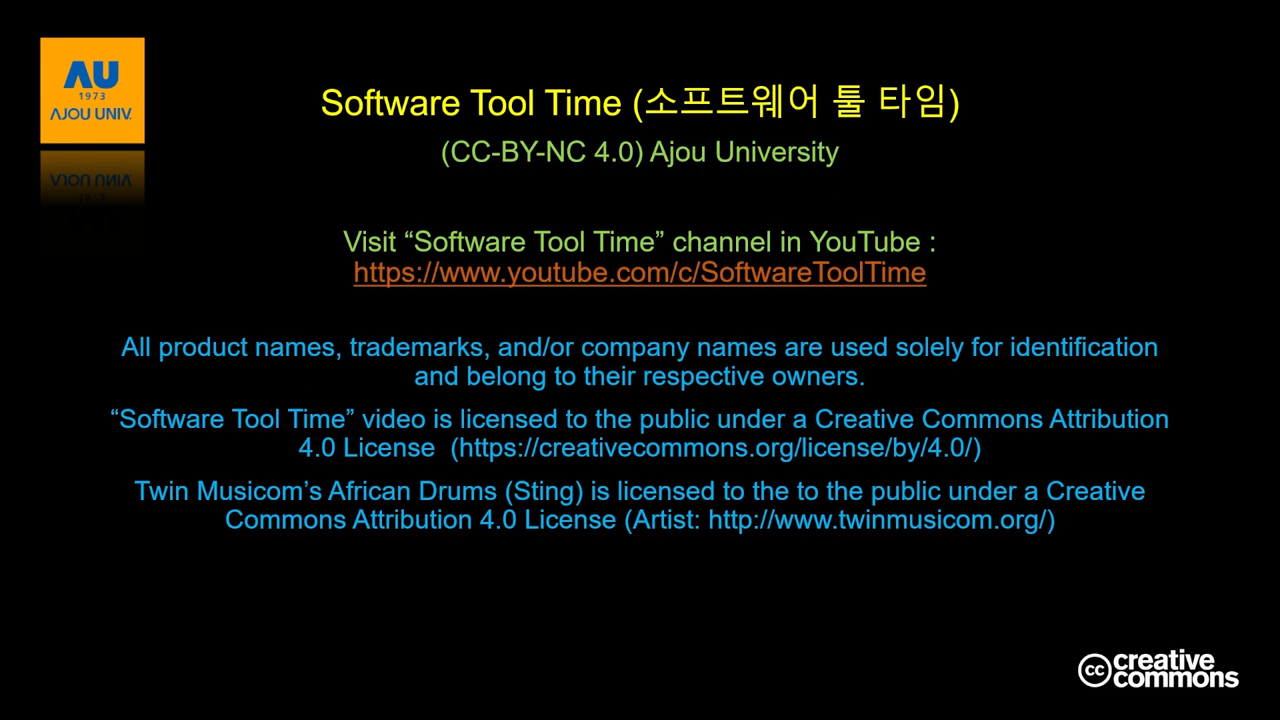 AU
1973
AJOU UNIV.
Software Tool Time (소프트웨어 툴 타임)
(CC-BY-NC 4.0) Ajou University
Visit “Software Tool Time” channel in YouTube :
https://www.youtube.com/c/SoftwareToolTime
All product names, trademarks, and/or company names are used solely for identification
and belong to their respective owners.
“Software Tool Time” video is licensed to the public under a Creative Commons Attribution
4.0 License (https://creativecommons.org/license/by/4.0/)
Twin Musicom’s African Drums (Sting) is licensed to the to the public under a Creative
Commons Attribution 4.0 License (Artist: http://www.twinmusicom.org/)
cc creative
commons